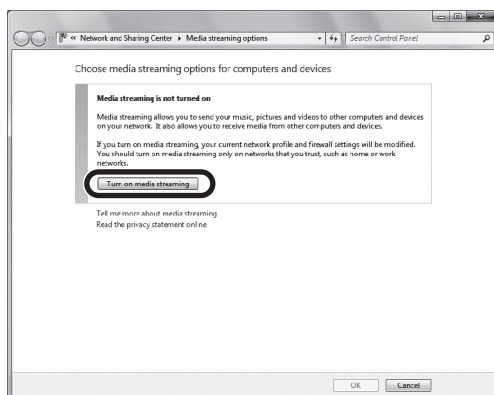 « Network and Sharing Center ▸ Media streaming options
Search Control Panel
Choose media streaming options for computers and devices
Media streaming is not turned on
Media streaming allows you to send your music, pictures and videos to other computers and devices
on your network. It also allows you to receive media from other computers and devices.
If you turn on media streaming, your current network profile and firewall settings will be modified.
You should turn on media streaming only on networks that you trust, such as home or work
networks.
Turn on media streaming
Tell me more about media streaming
Read the privacy statement online
OK
Cancel